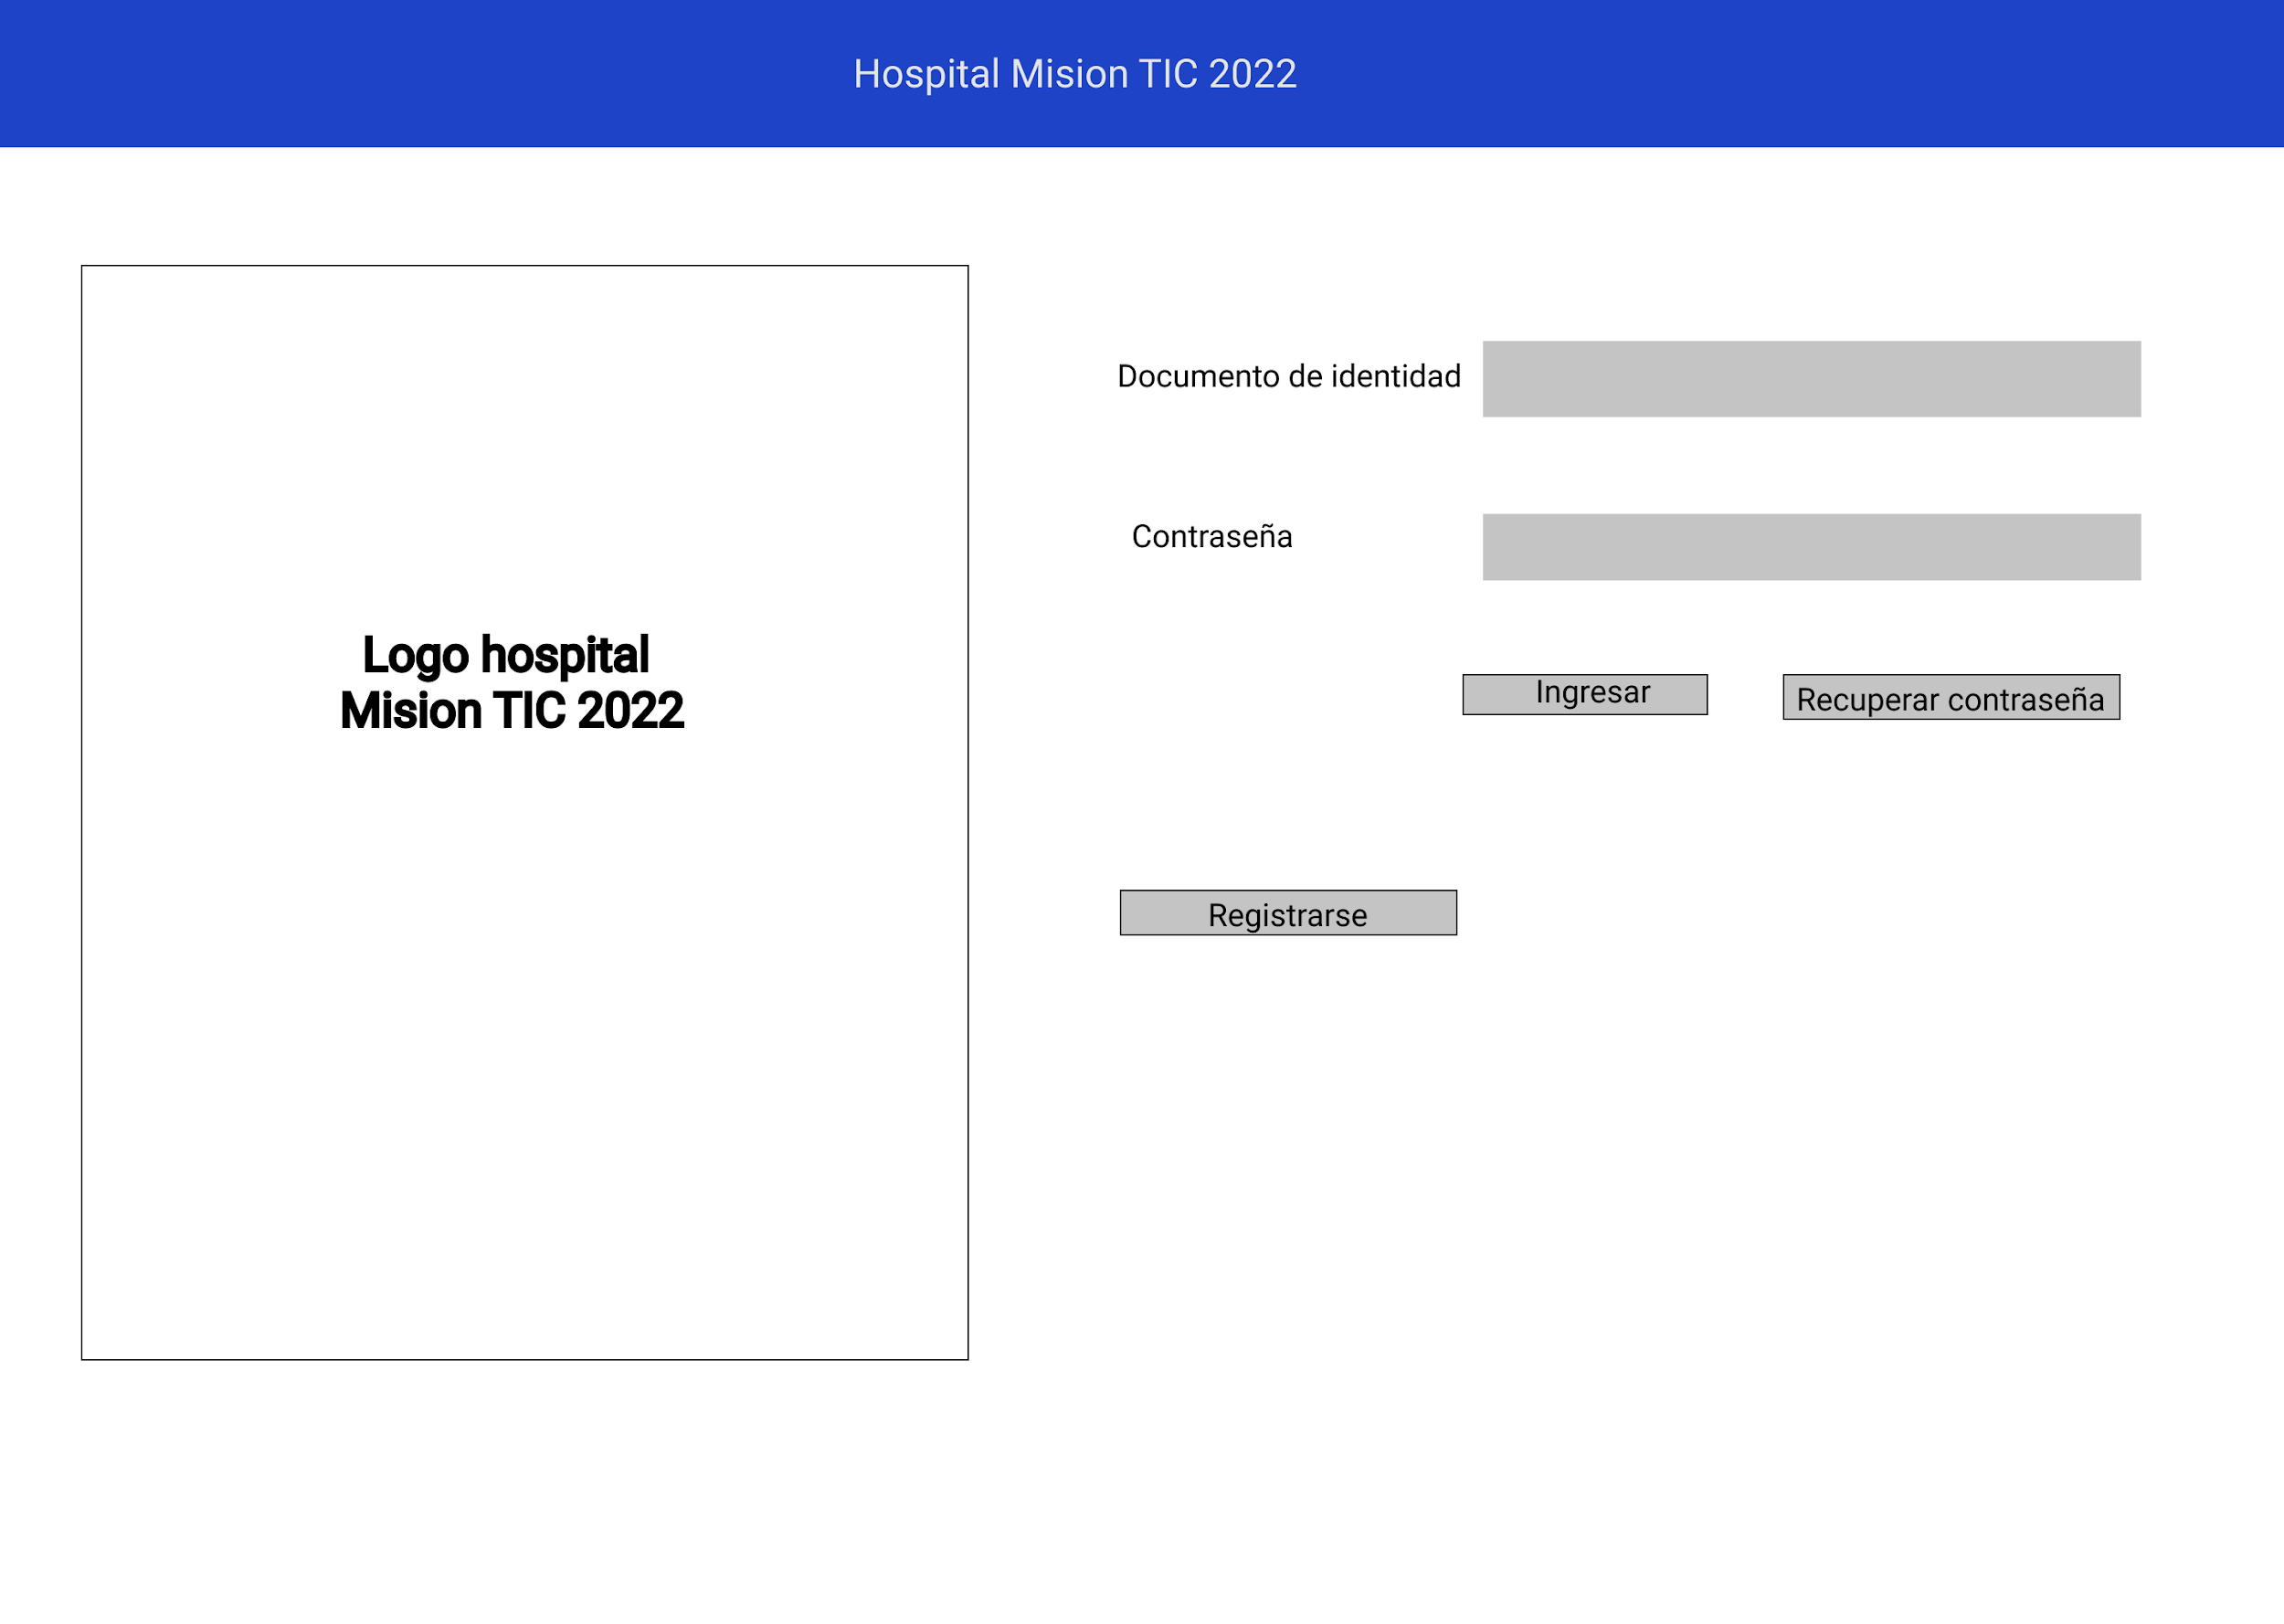 Hospital Mision TIC 2022
Logo hospital
Mision TIC 2022
Documento de identidad
Contraseña
Ingresar
Recuperar contraseña
Registrarse